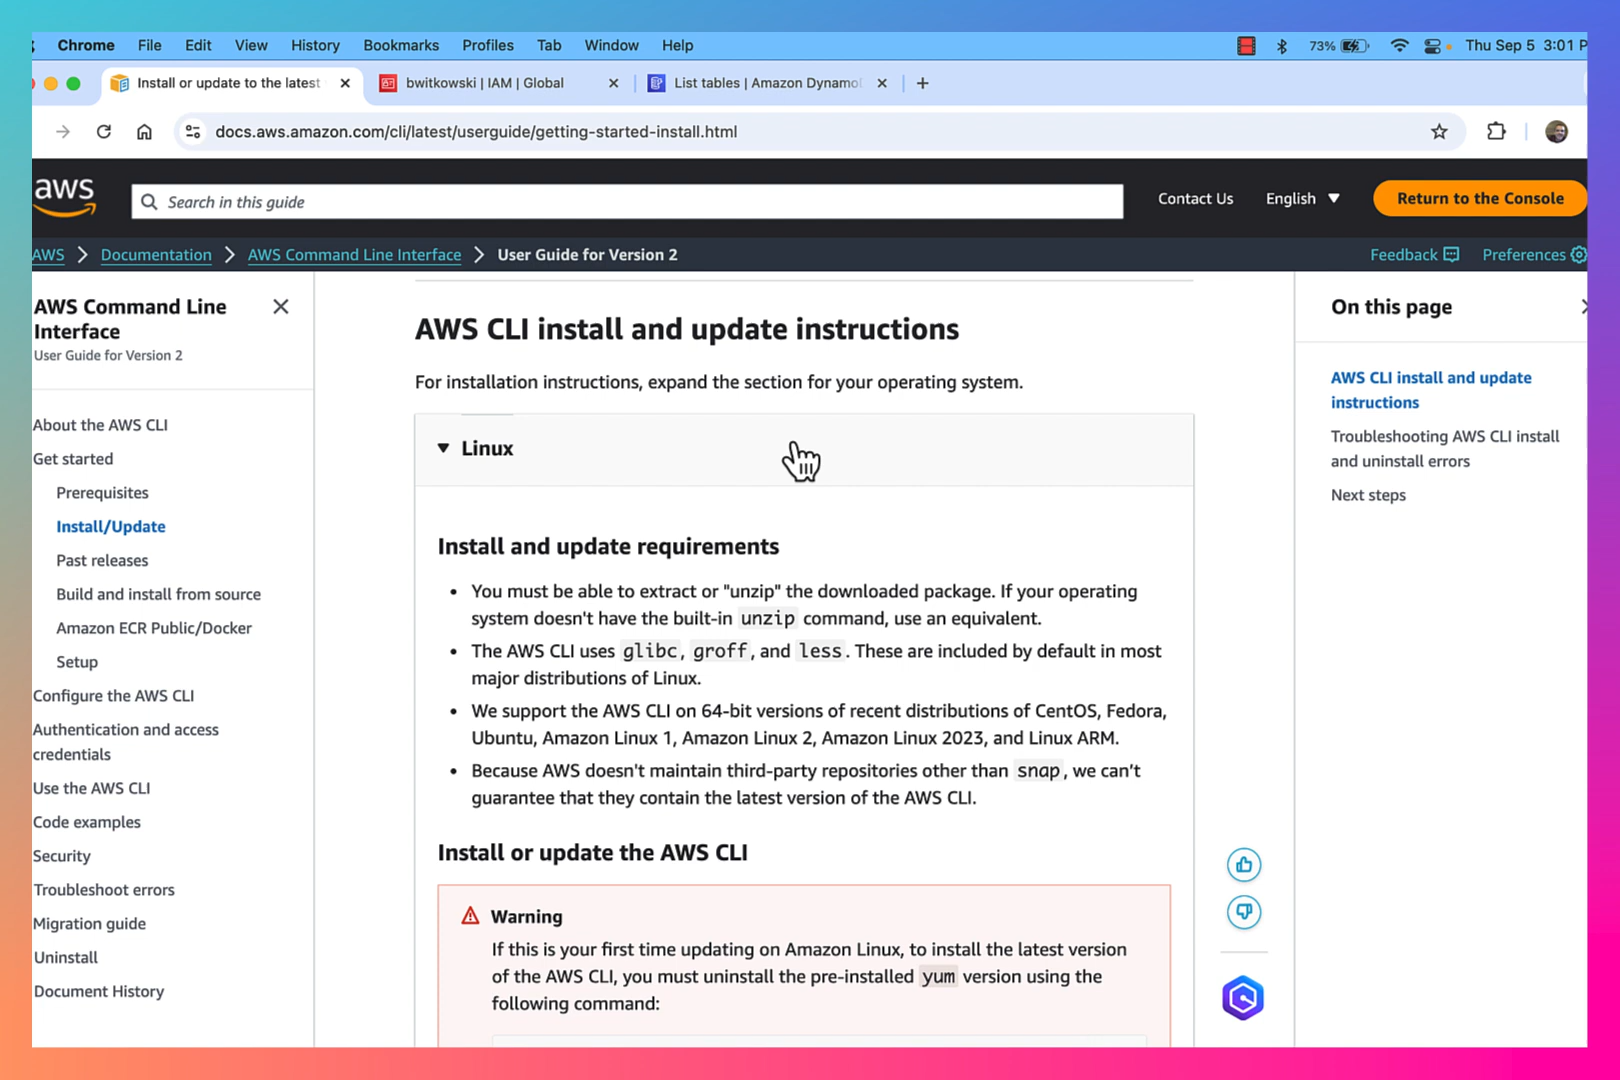 Chrome File Edit View History Bookmarks Profiles Tab Window Help 73% Thu Sep 5 3:01 P
Install or update to the latest bwitkowski | IAM | Global List tables | Amazon Dynamo
docs.aws.amazon.com/cli/latest/userguide/getting-started-install.html
aws Search in this guide Contact Us English Return to the Console
AWS Documentation AWS Command Line Interface User Guide for Version 2 Feedback Preferences
AWS Command Line
Interface
User Guide for Version 2
About the AWS CLI
Get started
Prerequisites
Install/Update
Past releases
Build and install from source
Amazon ECR Public/Docker
Setup
Configure the AWS CLI
Authentication and access
credentials
Use the AWS CLI
Code examples
Security
Troubleshoot errors
Migration guide
Uninstall
Document History
AWS CLI install and update instructions
For installation instructions, expand the section for your operating system.
Linux
Install and update requirements
• You must be able to extract or "unzip" the downloaded package. If your operating
system doesn't have the built-in unzip command, use an equivalent.
• The AWS CLI uses glibc, groff, and less. These are included by default in most
major distributions of Linux.
• We support the AWS CLI on 64-bit versions of recent distributions of CentOS, Fedora,
Ubuntu, Amazon Linux 1, Amazon Linux 2, Amazon Linux 2023, and Linux ARM.
• Because AWS doesn't maintain third-party repositories other than snap, we can't
guarantee that they contain the latest version of the AWS CLI.
Install or update the AWS CLI
Warning
If this is your first time updating on Amazon Linux, to install the latest version
of the AWS CLI, you must uninstall the pre-installed yum version using the
following command:
On this page
AWS CLI install and update
instructions
Troubleshooting AWS CLI install
and uninstall errors
Next steps